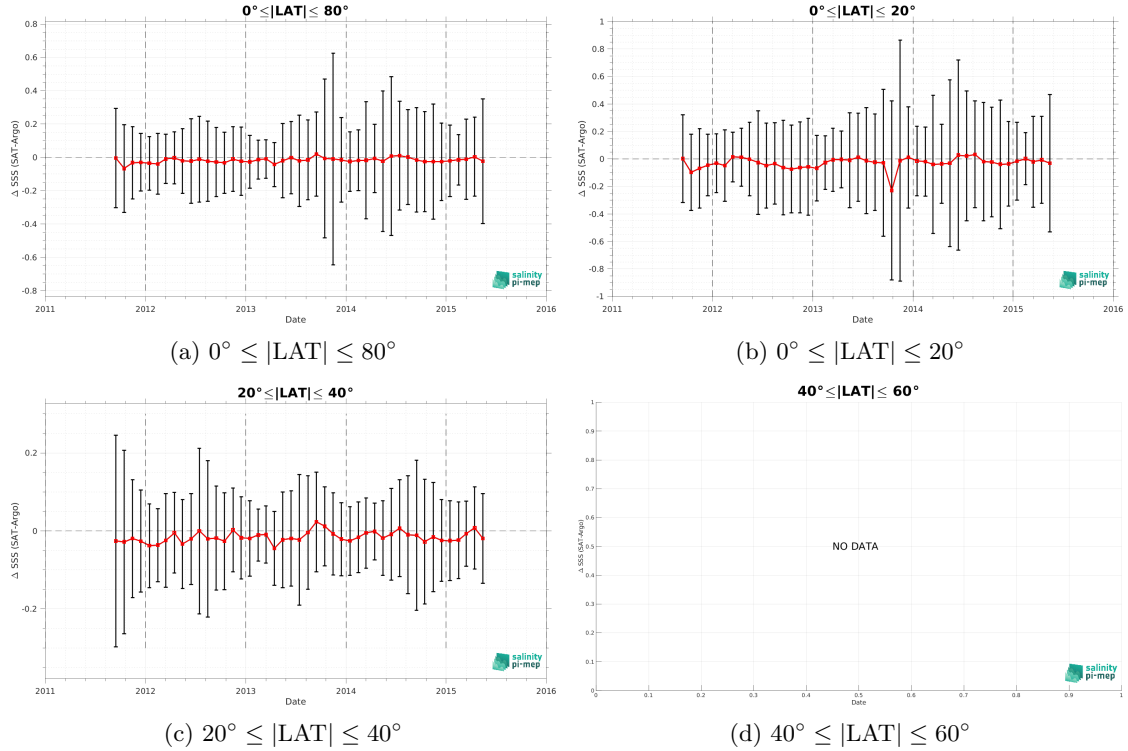 0°≤|LAT|≤ 80°
0.8
0.6
0.4
0.2
0
-0.2
-0.4
-0.6
-0.8
Δ SSS (SAT-Argo)
2011
2012
2013
2014
2015
2016
Date
salinity
pi-mep
(a) 0° ≤ |LAT| ≤ 80°
0°≤|LAT|≤ 20°
1
0.8
0.6
0.4
0.2
0
-0.2
-0.4
-0.6
-0.8
-1
Δ SSS (SAT-Argo)
2011
2012
2013
2014
2015
2016
Date
salinity
pi-mep
(b) 0° ≤ |LAT| ≤ 20°
20°≤|LAT|≤ 40°
0.2
0
-0.2
Δ SSS (SAT-Argo)
2011
2012
2013
2014
2015
2016
Date
salinity
pi-mep
(c) 20° ≤ |LAT| ≤ 40°
40°≤|LAT|≤ 60°
1
0.9
0.8
0.7
0.6
0.5
0.4
0.3
0.2
0.1
0
Δ SSS (SAT-Argo)
NO DATA
0
0.1
0.2
0.3
0.4
0.5
0.6
0.7
0.8
0.9
1
Date
salinity
pi-mep
(d) 40° ≤ |LAT| ≤ 60°